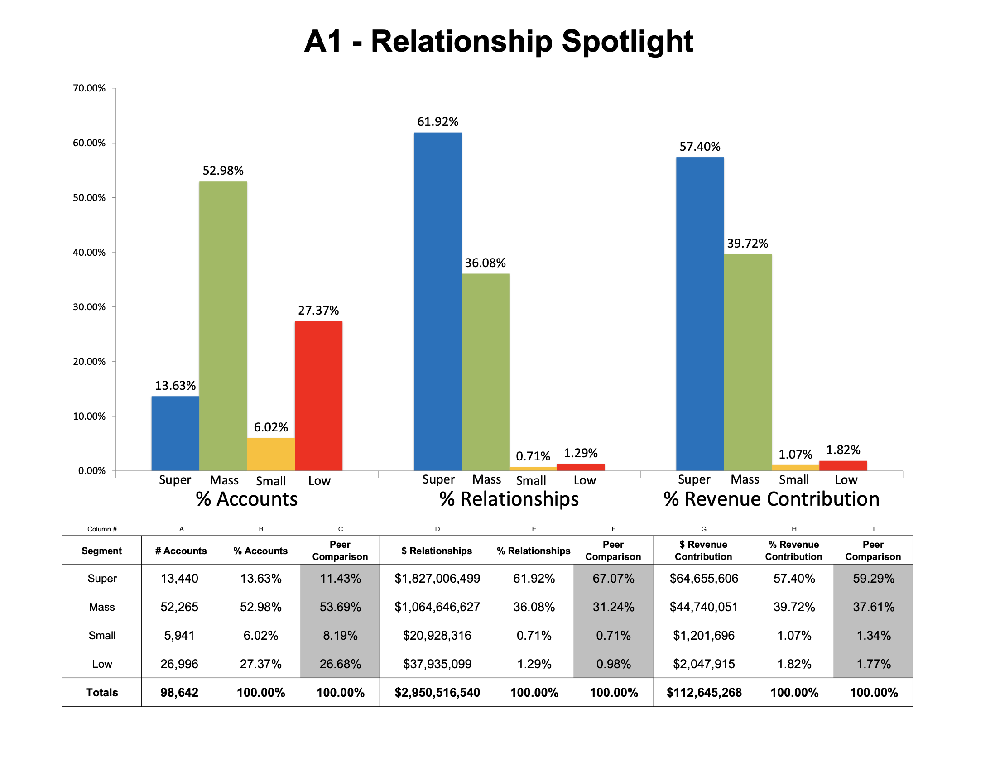 A1 - Relationship Spotlight
70.00%
60.00%
50.00%
40.00%
30.00%
20.00%
10.00%
0.00%
13.63%
52.98%
6.02%
27.37%
61.92%
36.08%
0.71%
1.29%
57.40%
39.72%
1.07%
1.82%
Super Mass Small Low
% Accounts
Super Mass Small Low
% Relationships
Super Mass Small Low
% Revenue Contribution
Column # A B C D E F G H I
Segment # Accounts % Accounts Peer Comparison $ Relationships % Relationships Peer Comparison $ Revenue Contribution % Revenue Contribution Peer Comparison
Super 13,440 13.63% 11.43% $1,827,006,499 61.92% 67.07% $64,655,606 57.40% 59.29%
Mass 52,265 52.98% 53.69% $1,064,646,627 36.08% 31.24% $44,740,051 39.72% 37.61%
Small 5,941 6.02% 8.19% $20,928,316 0.71% 0.71% $1,201,696 1.07% 1.34%
Low 26,996 27.37% 26.68% $37,935,099 1.29% 0.98% $2,047,915 1.82% 1.77%
Totals 98,642 100.00% 100.00% $2,950,516,540 100.00% 100.00% $112,645,268 100.00% 100.00%